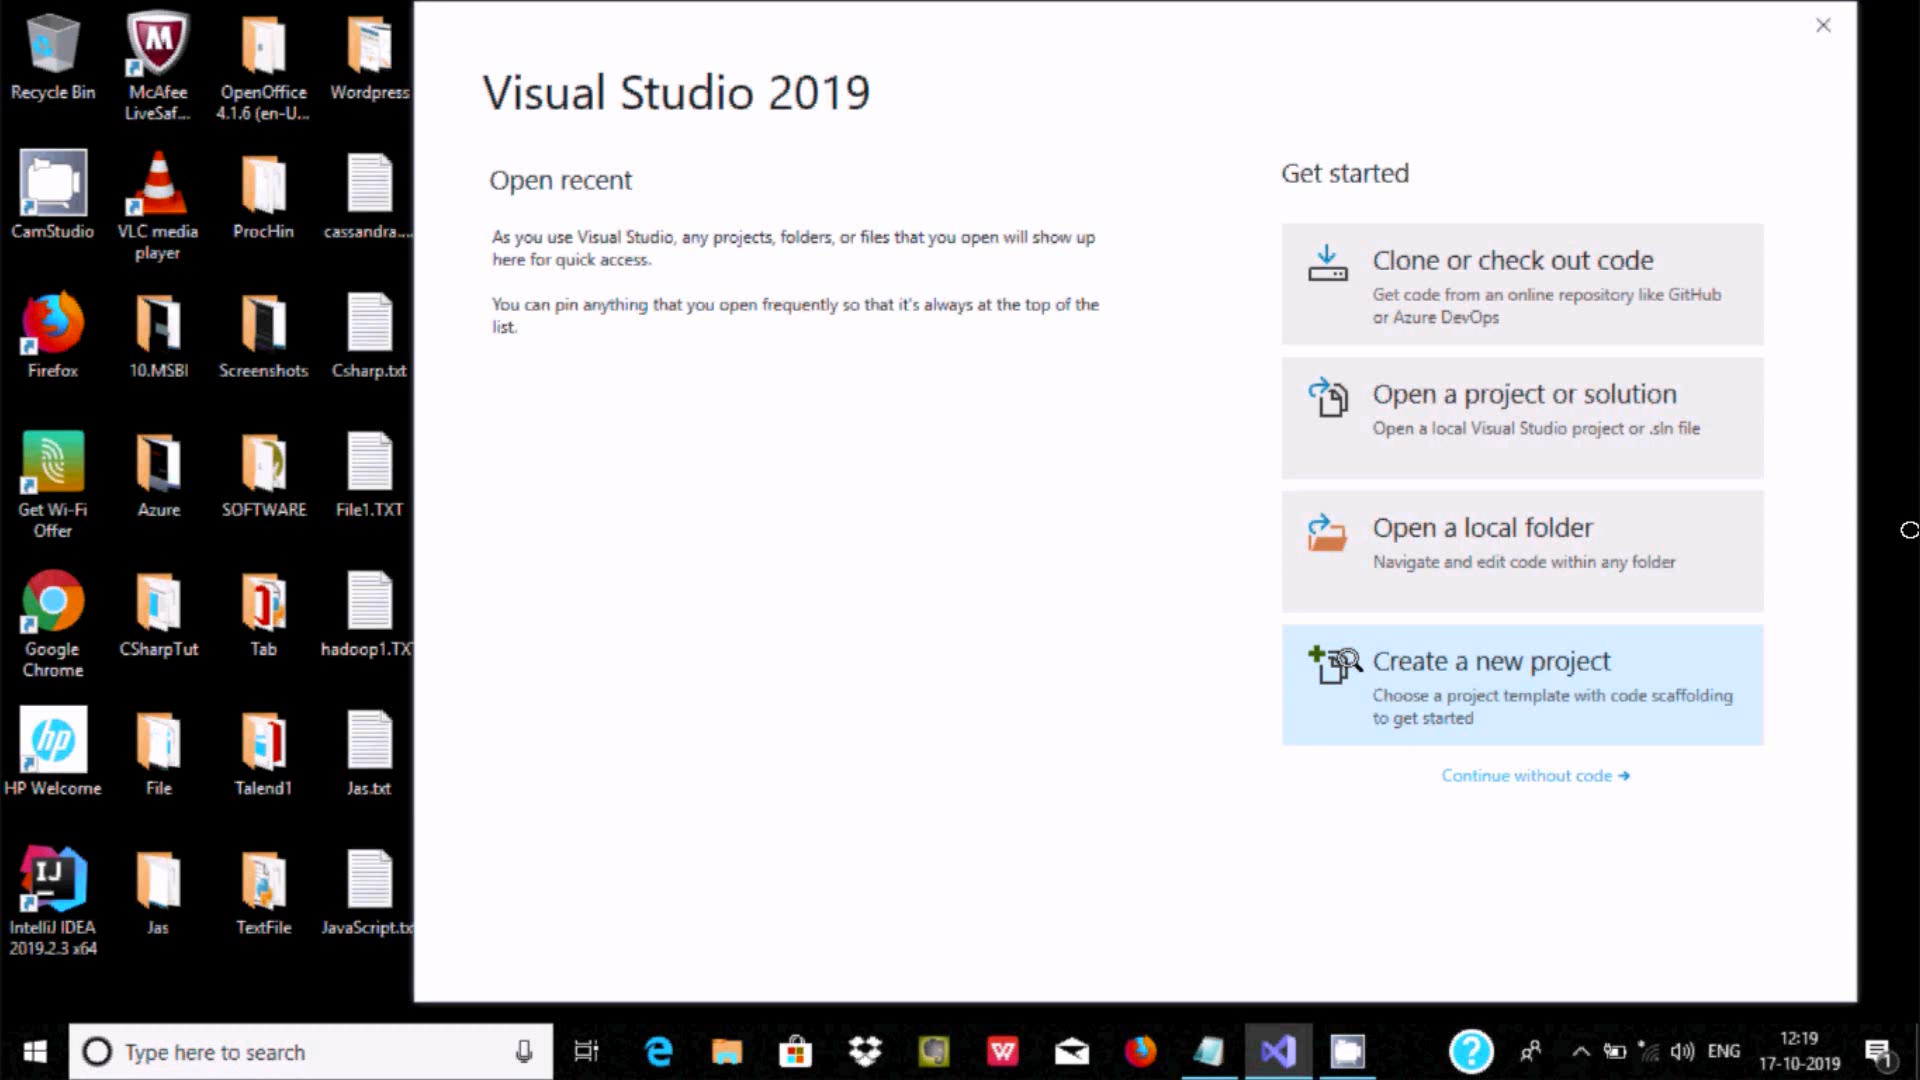 Recycle Bin
McAfee
LiveSaf...
OpenOffice
4.1.6 (en-U...
Wordpress
CamStudio
VLC media
player
ProcHin
cassandra....
Firefox
10.MSBI
Screenshots
Csharp.txt
Get Wi-Fi
Offer
Azure
SOFTWARE
File1.TXT
Google
Chrome
CSharpTut
Tab
hadoop1.TX
HP Welcome
File
Talend1
Jas.txt
IntelliJ IDEA
2019.2.3 x64
Jas
TextFile
JavaScript.tx
Visual Studio 2019
Open recent
As you use Visual Studio, any projects, folders, or files that you open will show up
here for quick access.
You can pin anything that you open frequently so that it's always at the top of the
list.
Get started
Clone or check out code
Get code from an online repository like GitHub
or Azure DevOps
Open a project or solution
Open a local Visual Studio project or .sln file
Open a local folder
Navigate and edit code within any folder
Create a new project
Choose a project template with code scaffolding
to get started
Continue without code →
Type here to search
ENG
12:19
17-10-2019
1